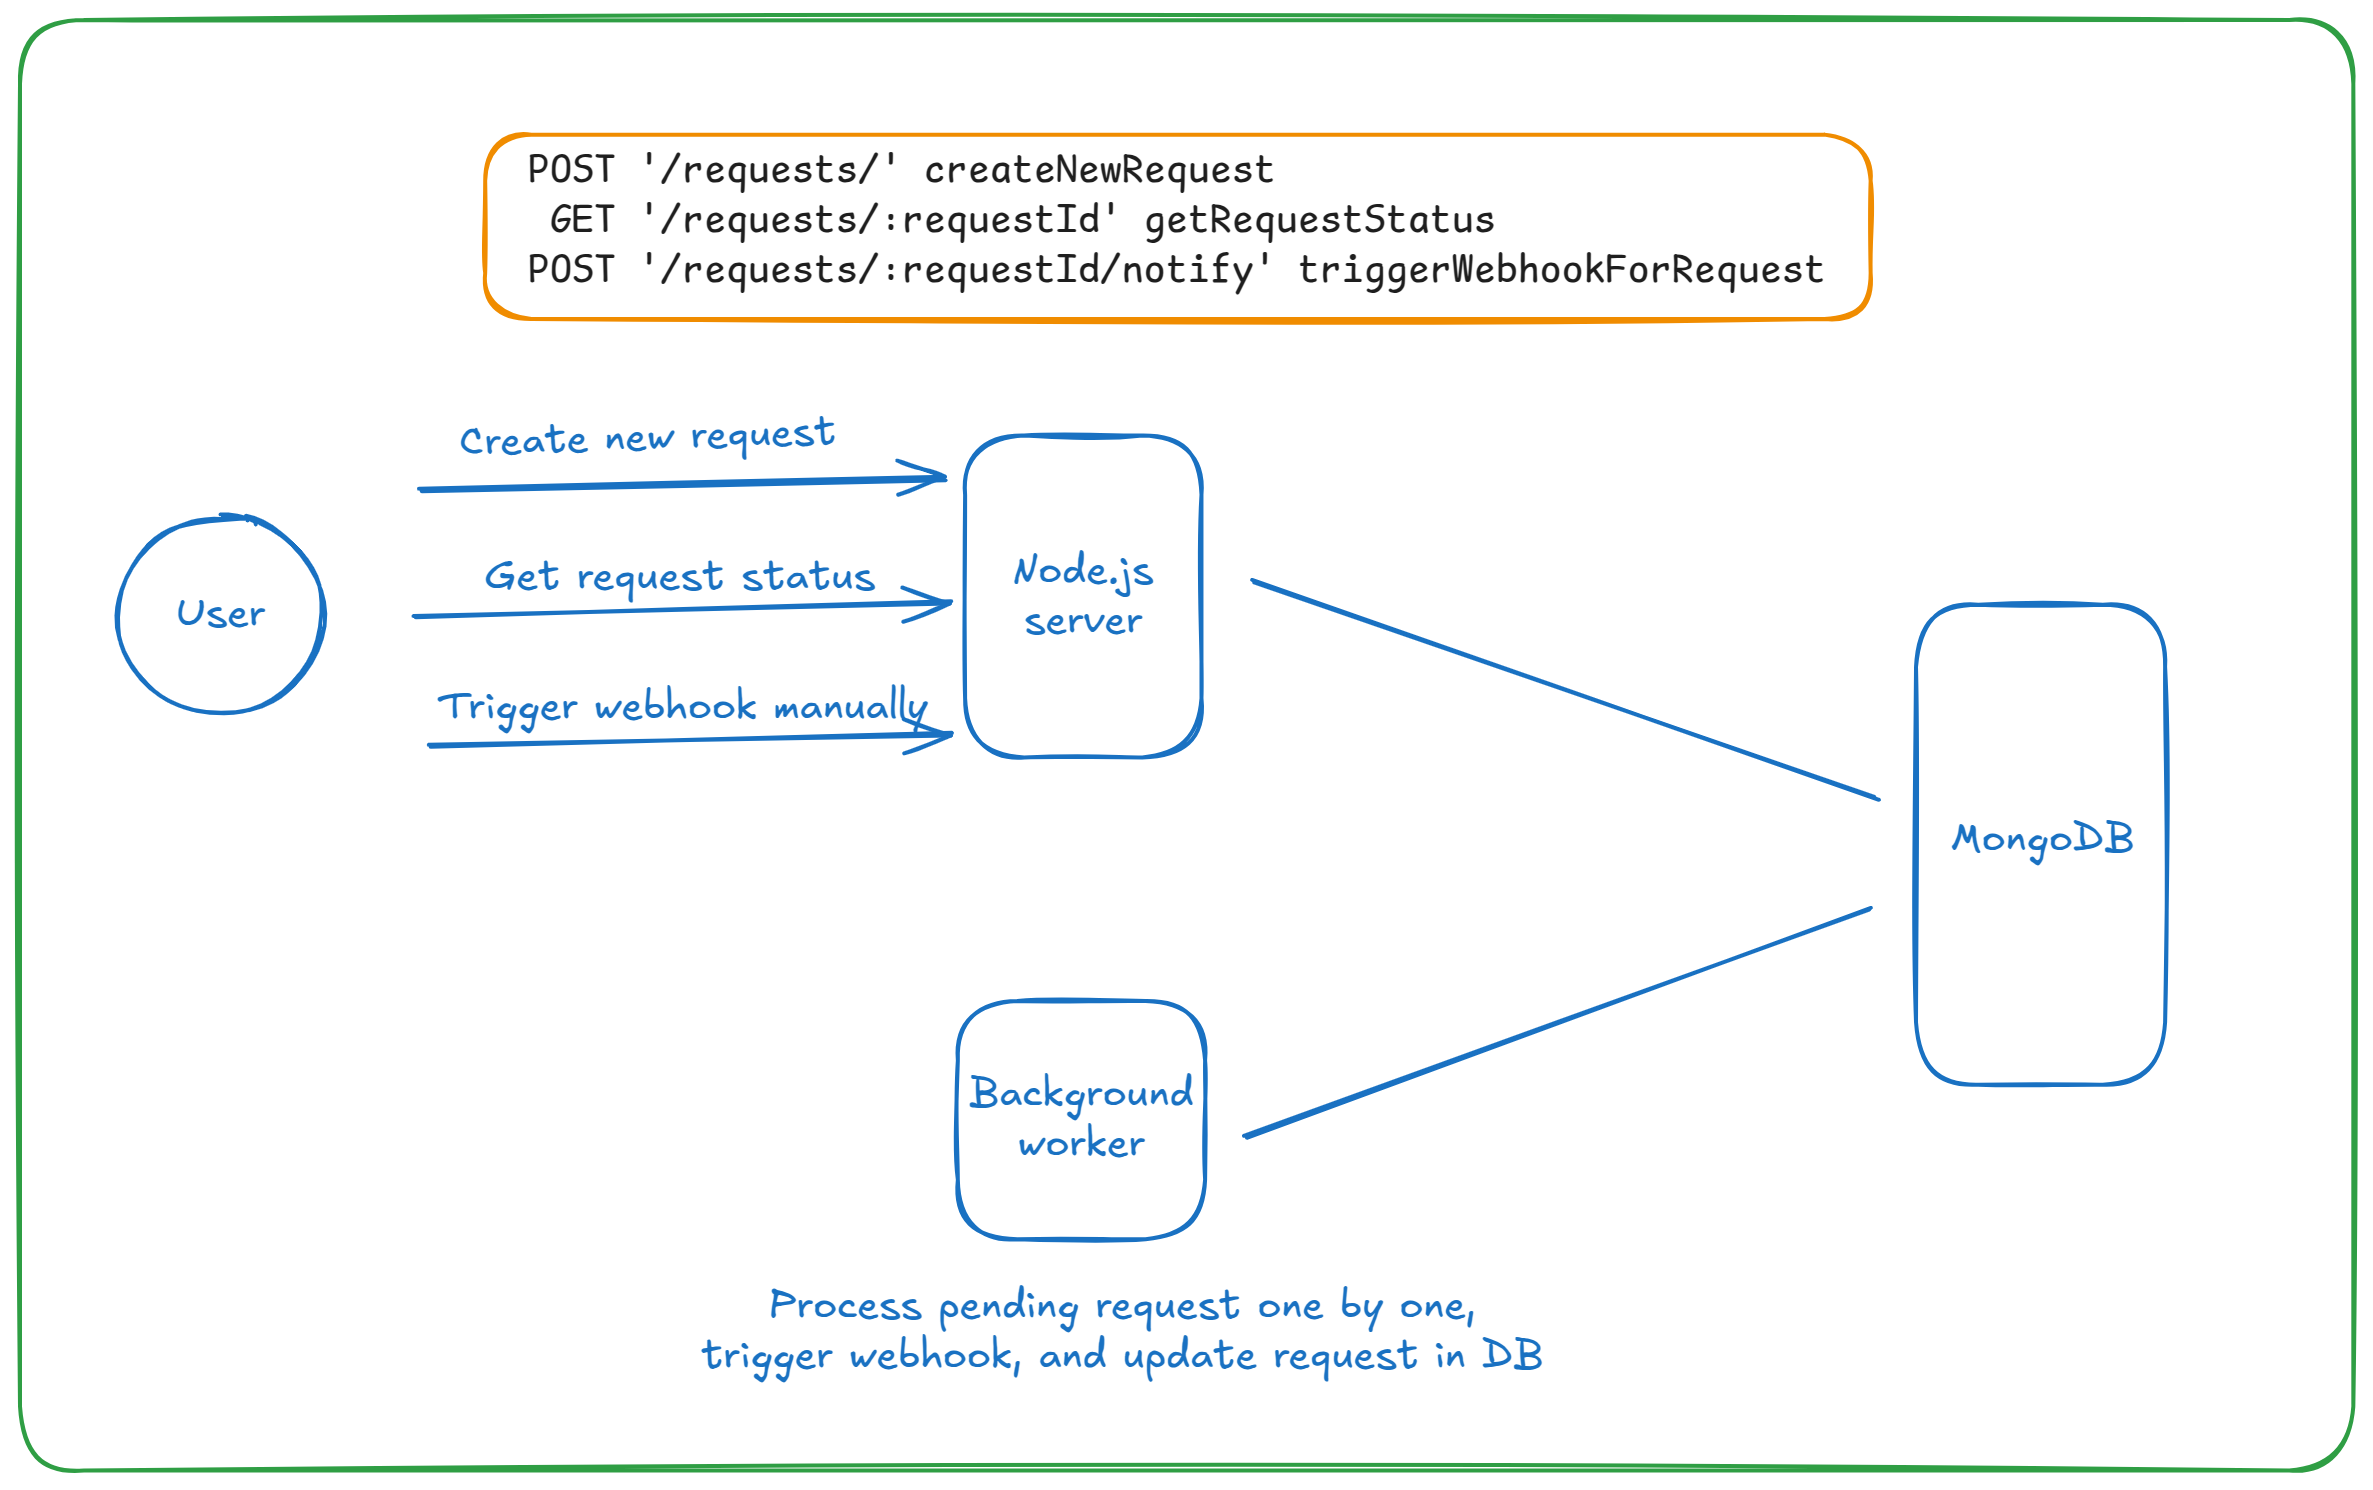 POST '/requests/' createNewRequest
GET '/requests/:requestId' getRequestStatus
POST '/requests/:requestId/notify' triggerWebhookForRequest
Create new request
Get request status
Trigger webhook manually
User
Node.js
server
MongoDB
Background
worker
Process pending request one by one,
trigger webhook, and update request in DB